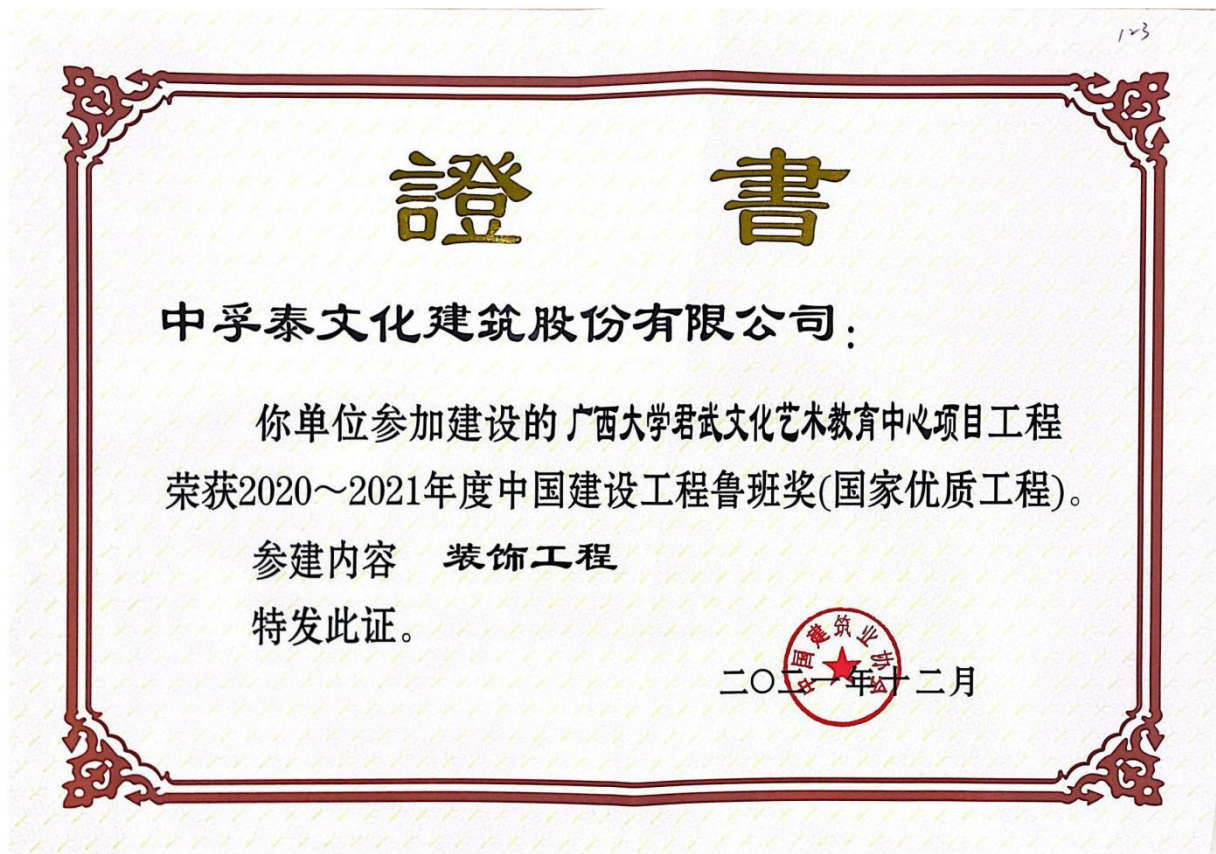 123
證 書
中孚泰文化建筑股份有限公司：
你单位参加建设的广西大学君武文化艺术教育中心项目工程
荣获2020～2021年度中国建设工程鲁班奖(国家优质工程)。
参建内容 装饰工程
特发此证。
中国建筑业协会
二〇二一年十二月